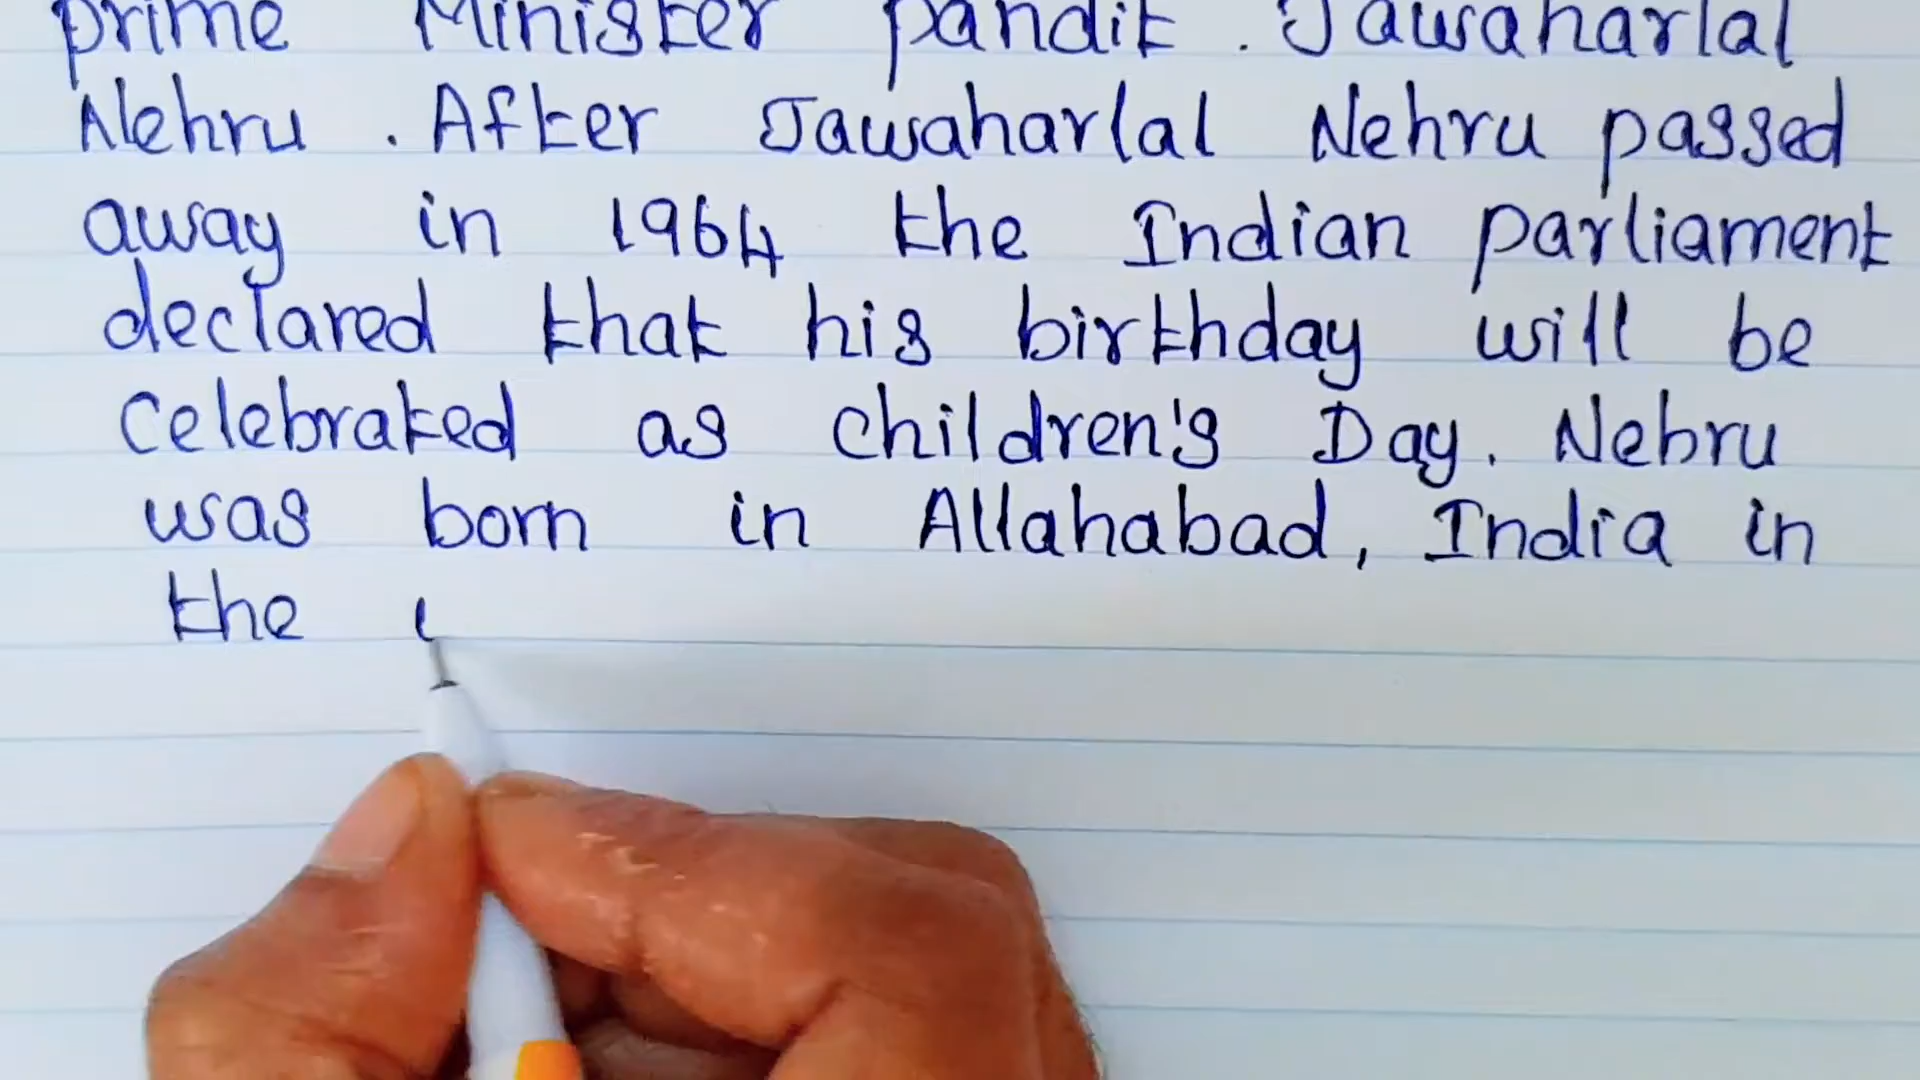 prime Minister pandit . Jawaharlal
Nehru . After Jawaharlal Nehru passed
away in 1964 the Indian parliament
declared that his birthday will be
Celebrated as children's Day. Nebru
was born in Allahabad, India in
the